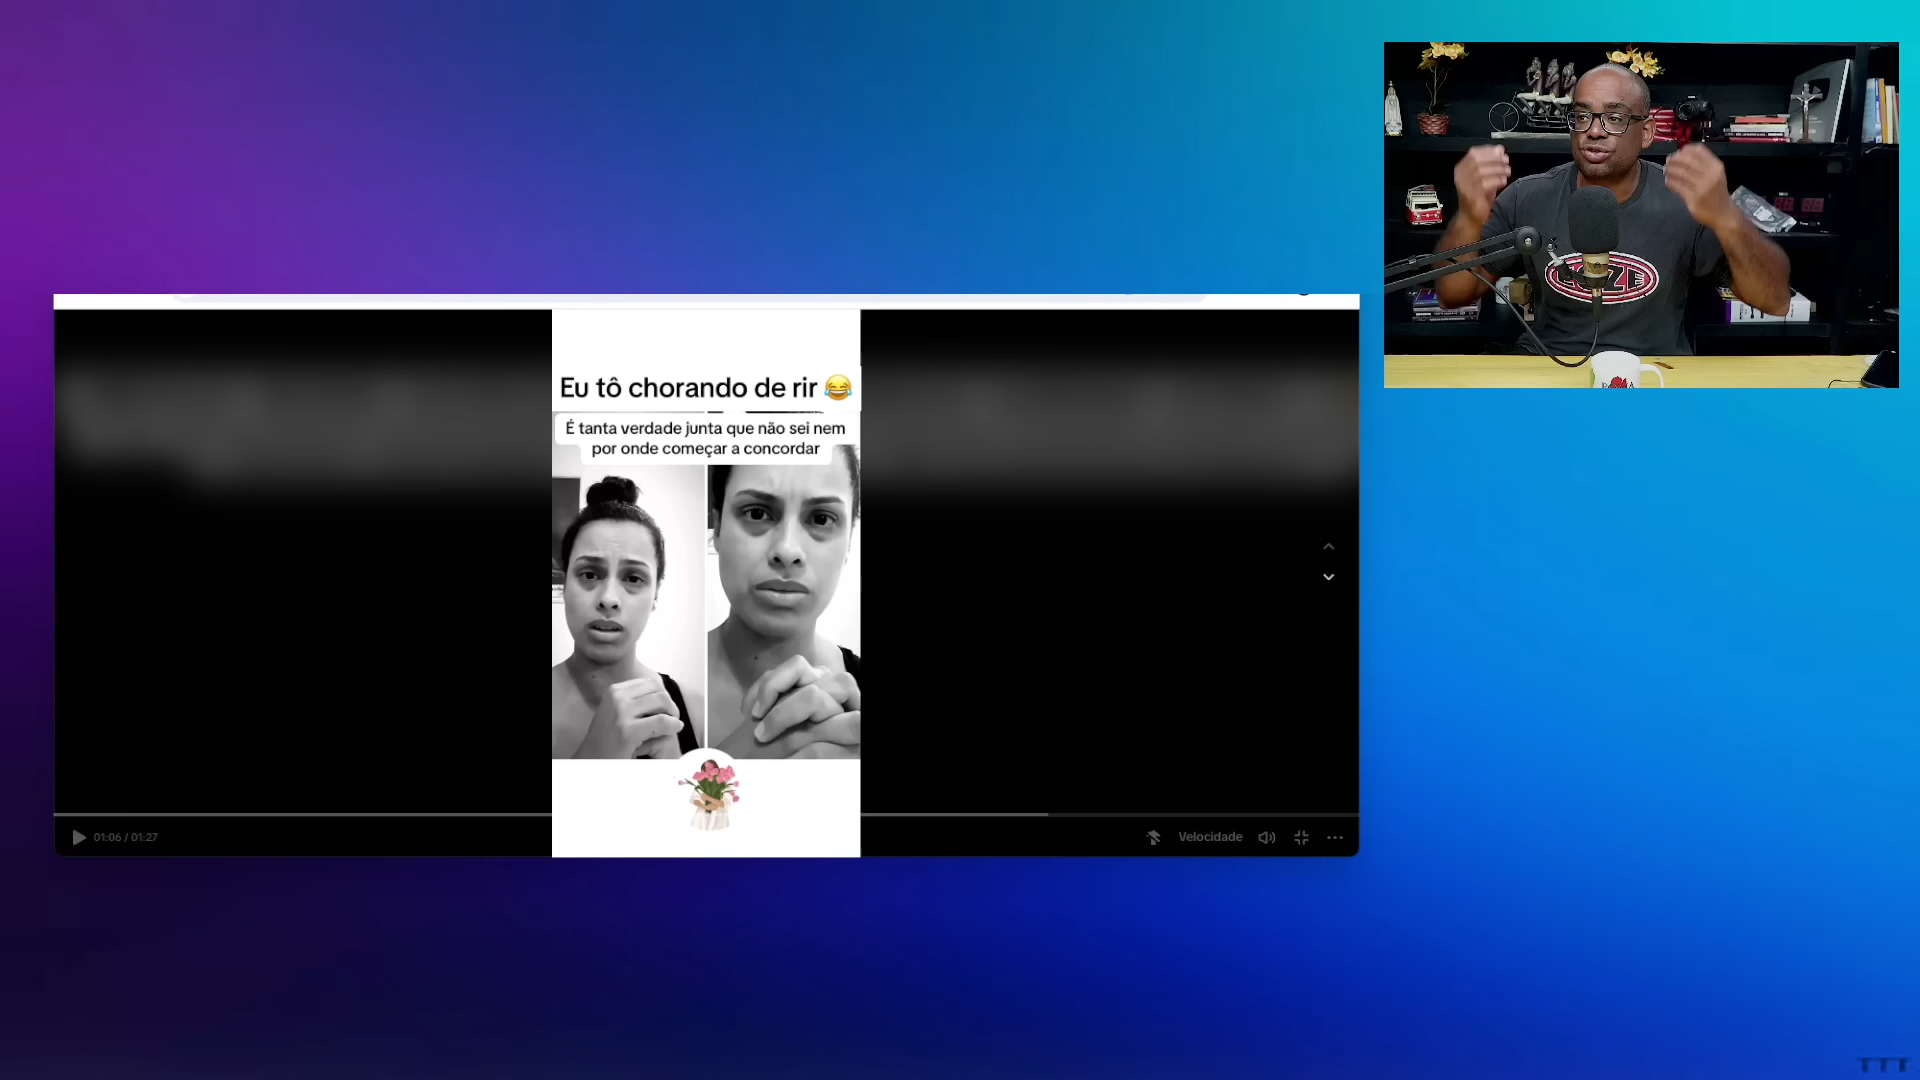 Eu tô chorando de rir 😂
É tanta verdade junta que não sei nem
por onde começar a concordar
01:06 / 01:27
Velocidade
TTT